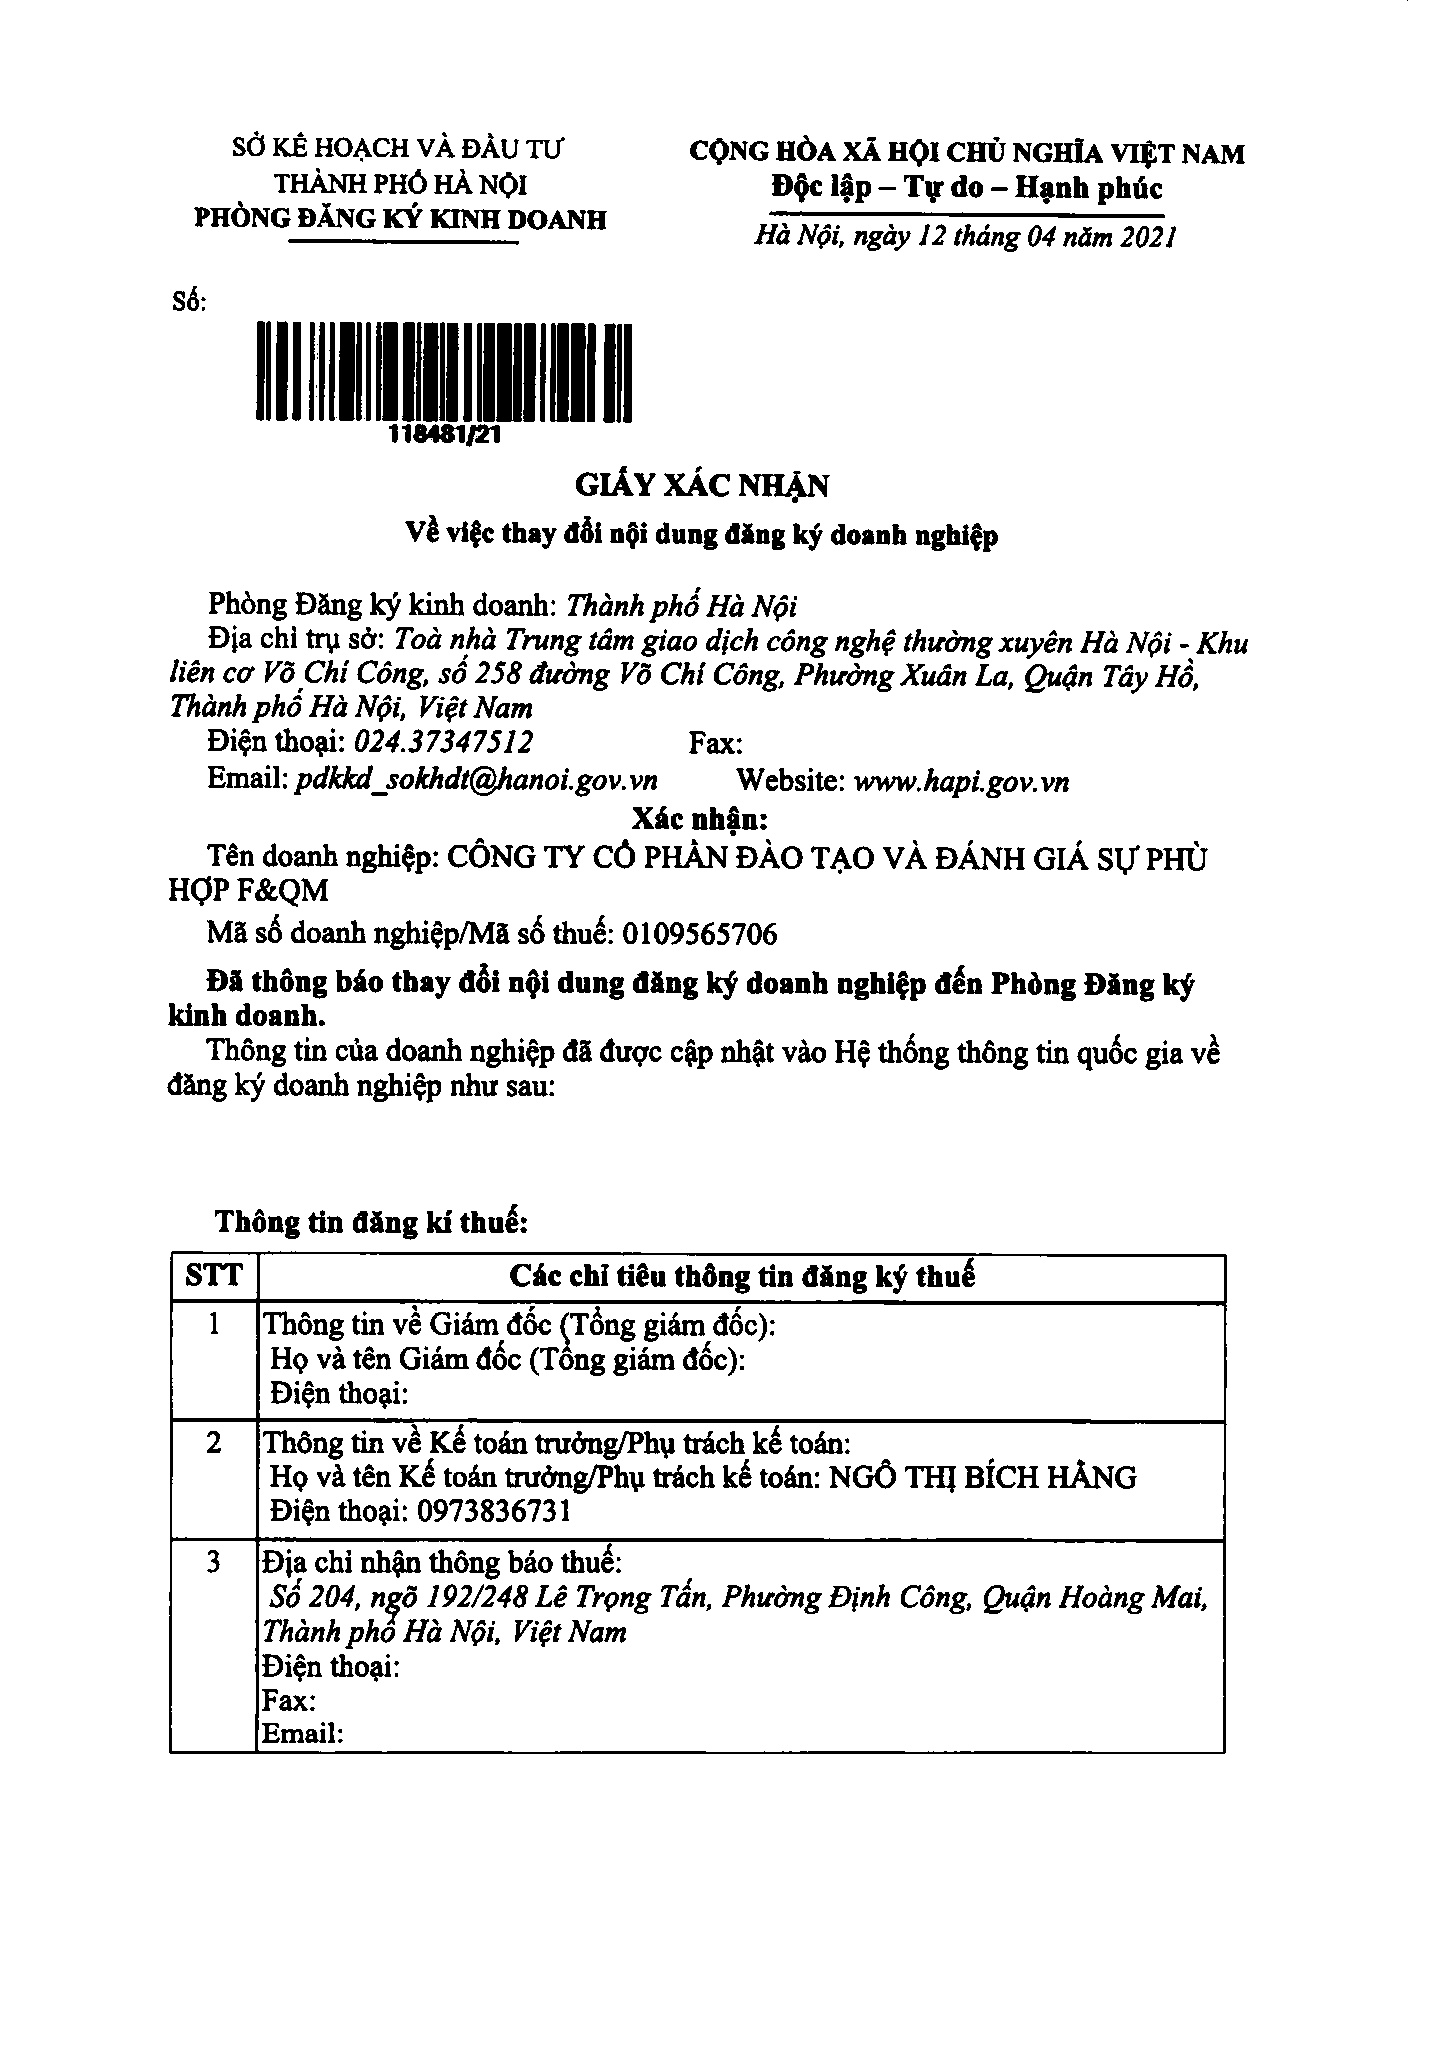 SỞ KẾ HOẠCH VÀ ĐẦU TƯ
THÀNH PHỐ HÀ NỘI
PHÒNG ĐĂNG KÝ KINH DOANH
CỘNG HÒA XÃ HỘI CHỦ NGHĨA VIỆT NAM
Độc lập – Tự do – Hạnh phúc
Hà Nội, ngày 12 tháng 04 năm 2021
Số:
118481/21
GIẤY XÁC NHẬN
Về việc thay đổi nội dung đăng ký doanh nghiệp
Phòng Đăng ký kinh doanh: Thành phố Hà Nội
Địa chỉ trụ sở: Toà nhà Trung tâm giao dịch công nghệ thường xuyên Hà Nội - Khu
liên cơ Võ Chí Công, số 258 đường Võ Chí Công, Phường Xuân La, Quận Tây Hồ,
Thành phố Hà Nội, Việt Nam
Điện thoại: 024.37347512 Fax:
Email: pdkkd_sokhdt@hanoi.gov.vn Website: www.hapi.gov.vn
Xác nhận:
Tên doanh nghiệp: CÔNG TY CỔ PHẦN ĐÀO TẠO VÀ ĐÁNH GIÁ SỰ PHÙ
HỢP F&QM
Mã số doanh nghiệp/Mã số thuế: 0109565706
Đã thông báo thay đổi nội dung đăng ký doanh nghiệp đến Phòng Đăng ký
kinh doanh.
Thông tin của doanh nghiệp đã được cập nhật vào Hệ thống thông tin quốc gia về
đăng ký doanh nghiệp như sau:
Thông tin đăng kí thuế:
STT Các chỉ tiêu thông tin đăng ký thuế
1 Thông tin về Giám đốc (Tổng giám đốc):
Họ và tên Giám đốc (Tổng giám đốc):
Điện thoại:
2 Thông tin về Kế toán trưởng/Phụ trách kế toán:
Họ và tên Kế toán trưởng/Phụ trách kế toán: NGÔ THỊ BÍCH HẰNG
Điện thoại: 0973836731
3 Địa chỉ nhận thông báo thuế:
Số 204, ngõ 192/248 Lê Trọng Tấn, Phường Định Công, Quận Hoàng Mai,
Thành phố Hà Nội, Việt Nam
Điện thoại:
Fax:
Email: